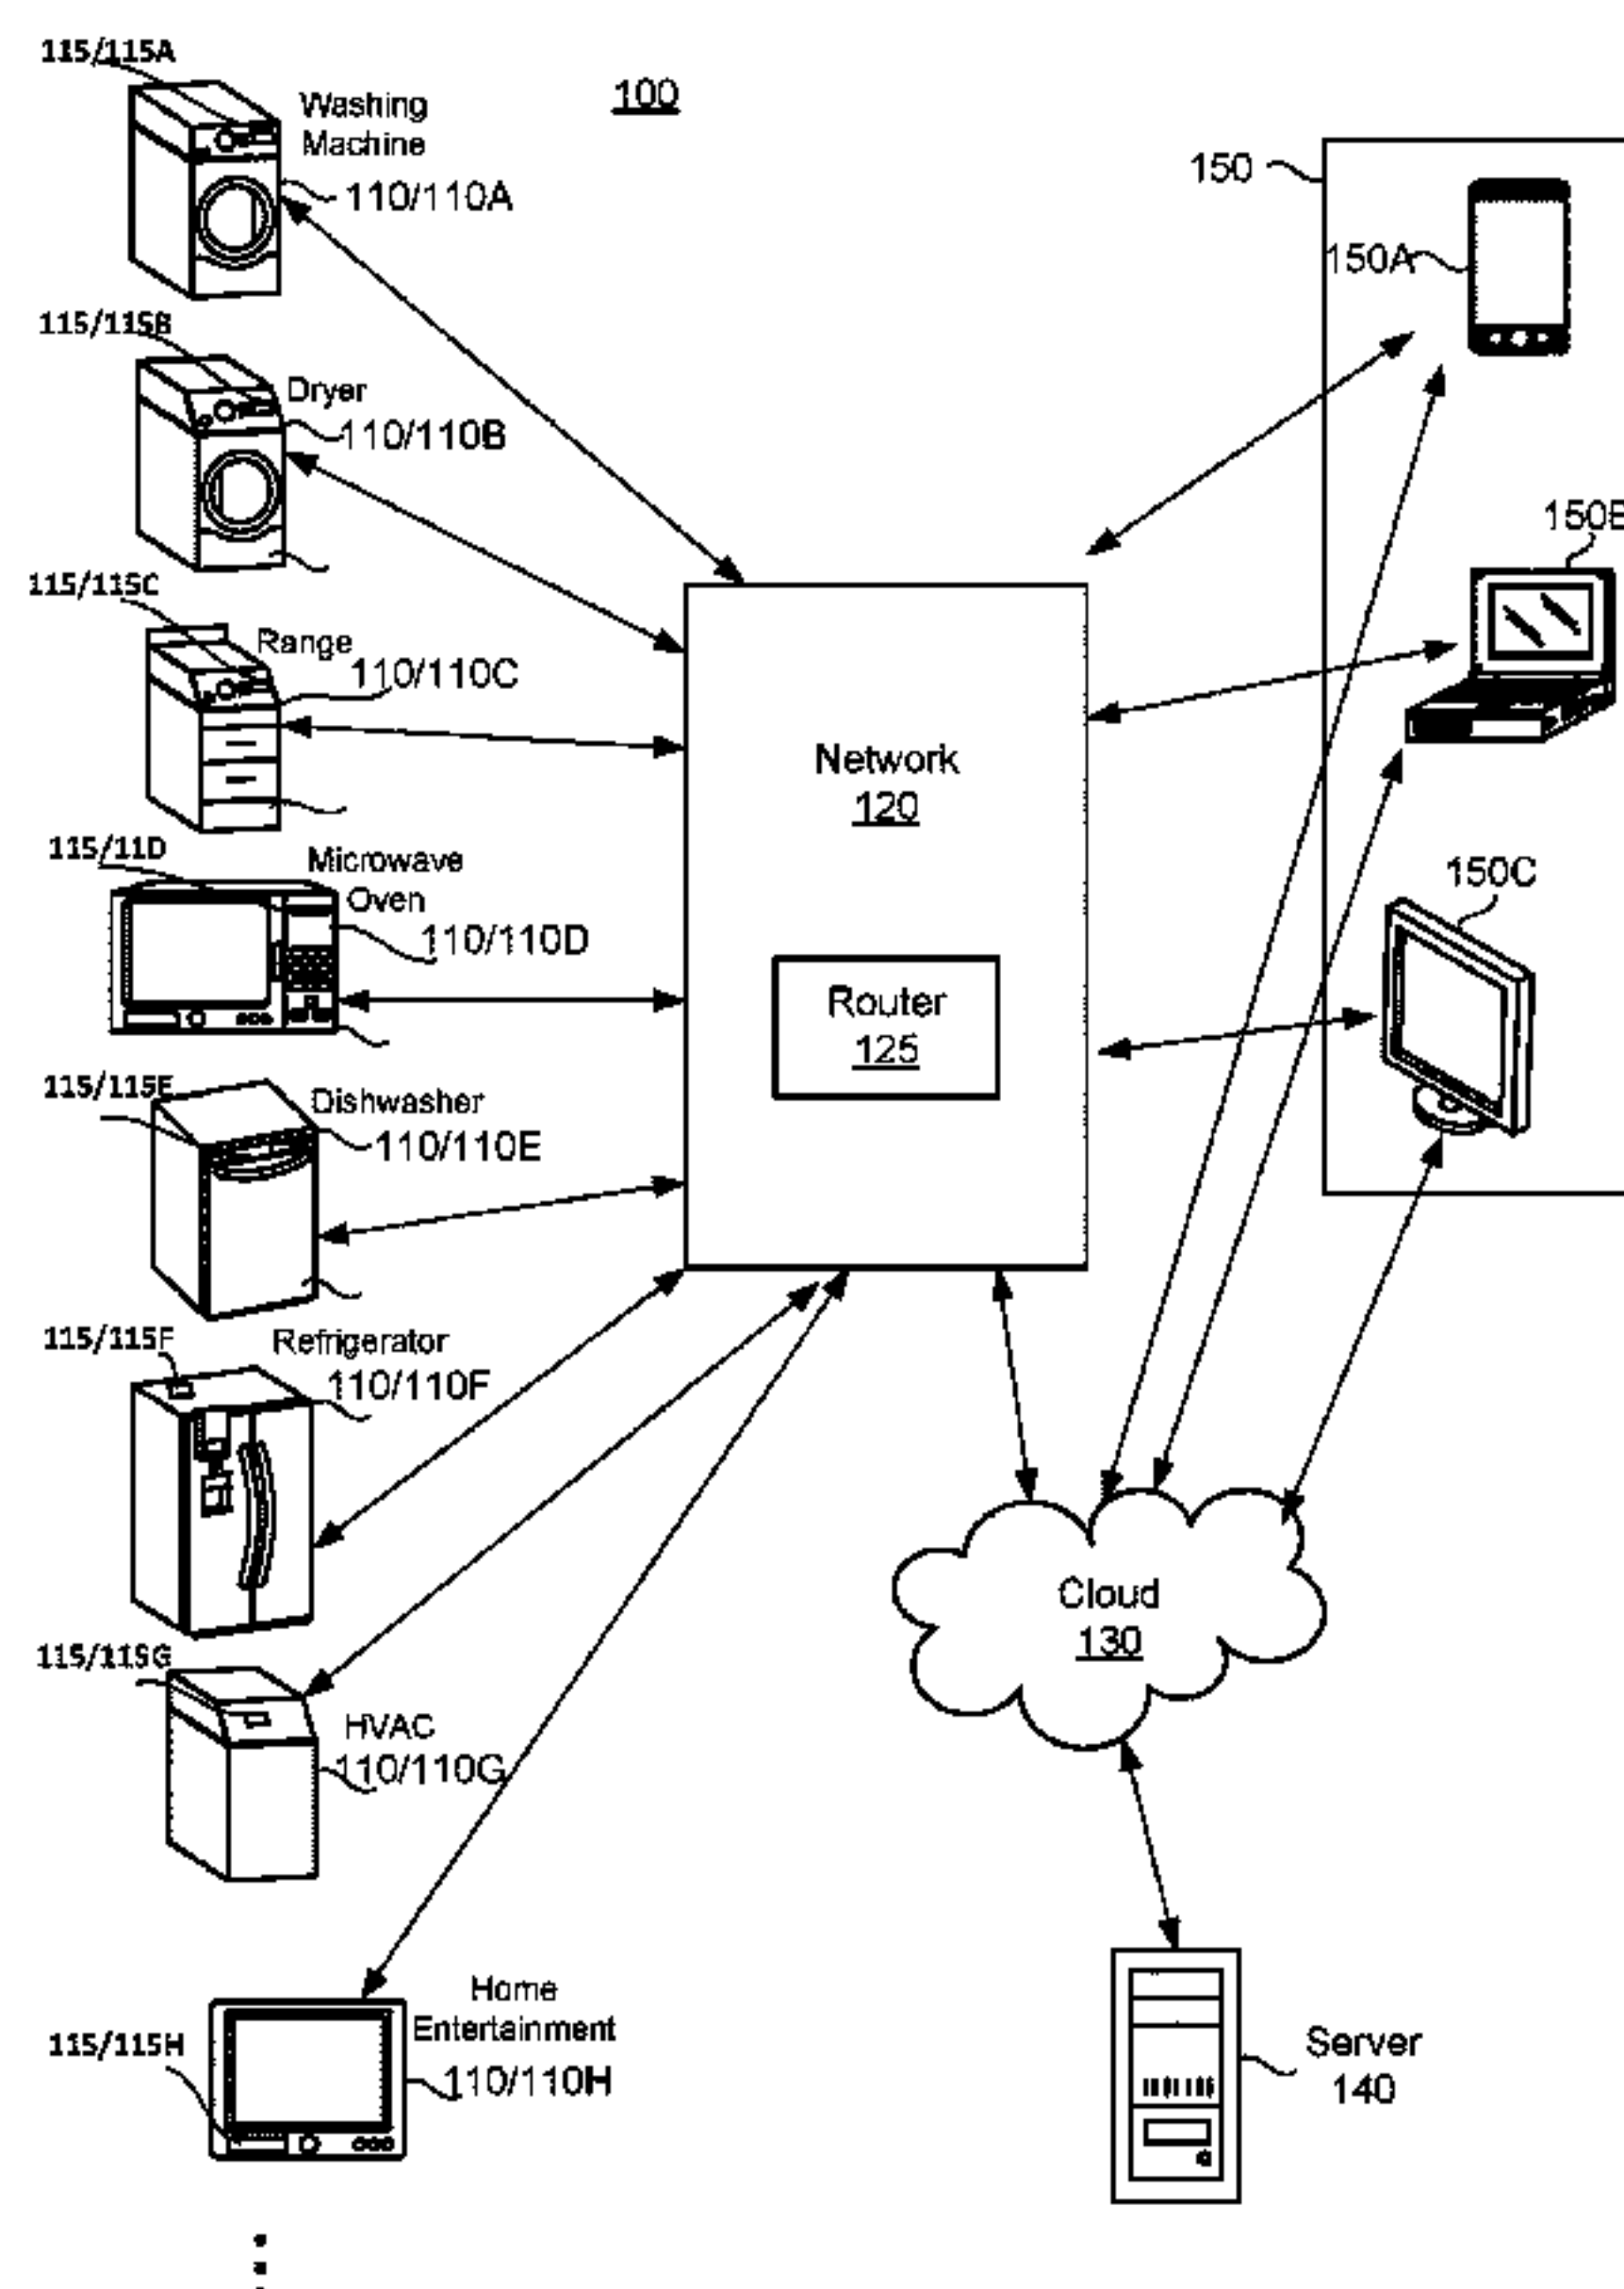 115/115A
Washing
Machine
110/110A
100
150
150A
115/115B
Dryer
110/110B
150B
115/115C
Range
110/110C
Network
120
115/11D
Microwave
Oven
110/110D
150C
Router
125
115/115E
Dishwasher
110/110E
115/115F
Refrigerator
110/110F
Cloud
130
115/115G
HVAC
110/110G
Home
Entertainment
110/110H
115/115H
Server
140